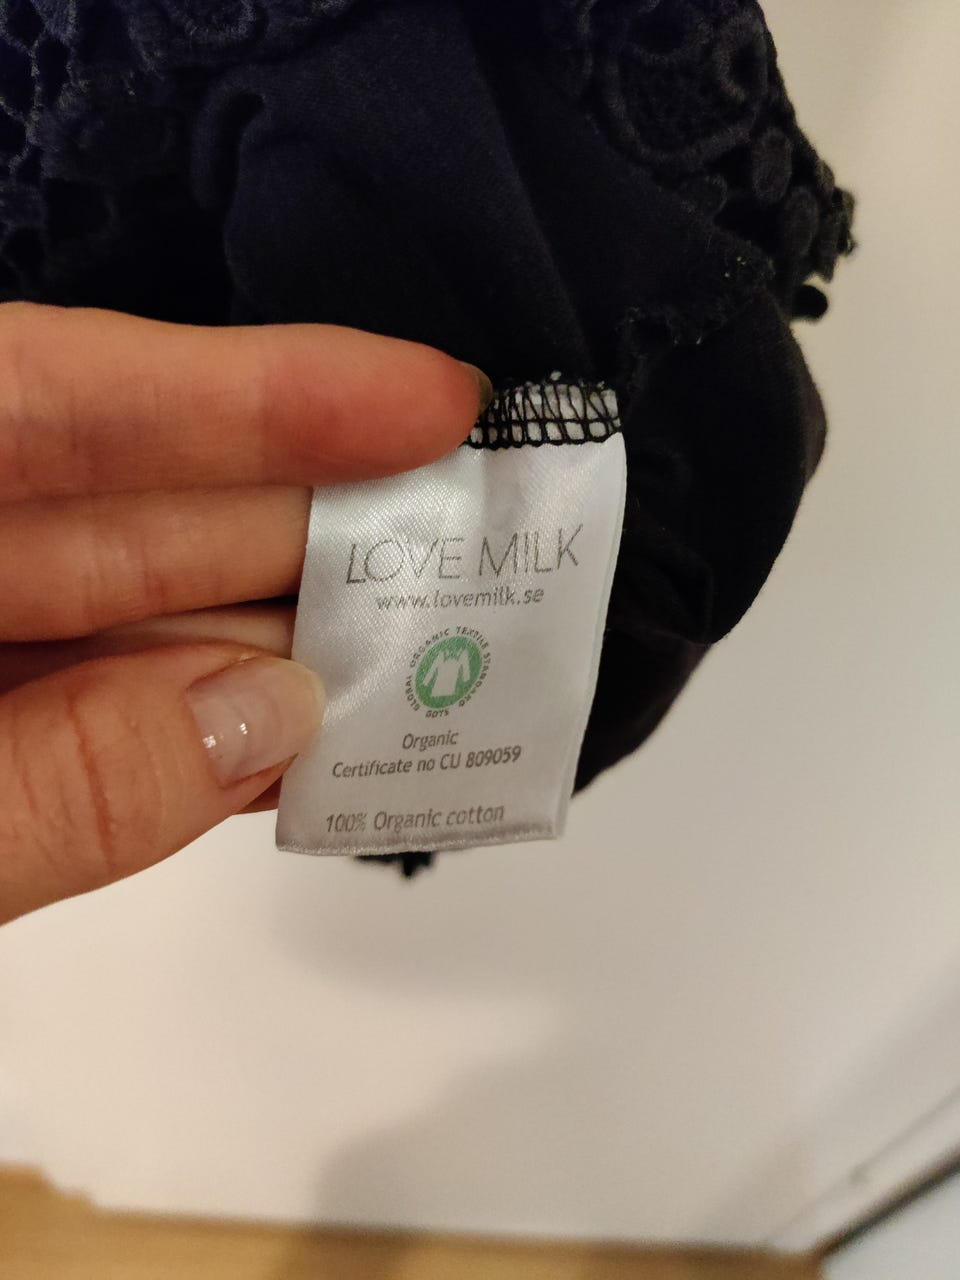 LOVE MILK
www.lovemilk.se
GLOBAL ORGANIC TEXTILE STANDARD
GOTS
Organic
Certificate no CU 809059
100% Organic cotton